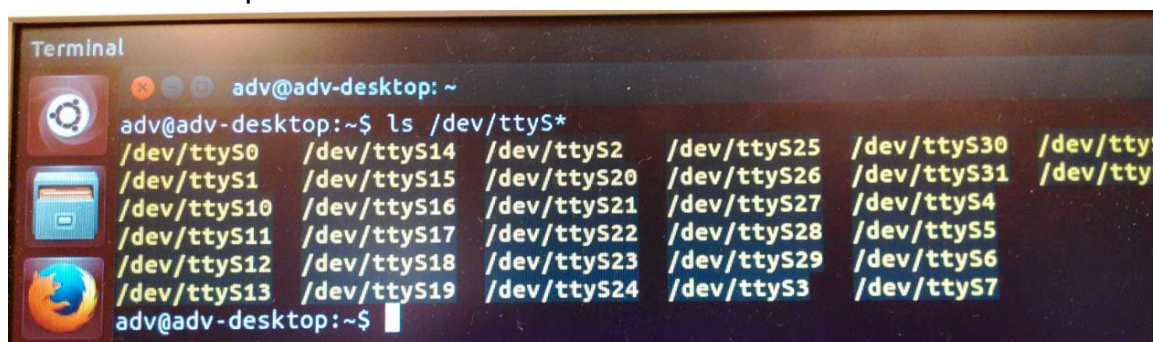 Terminal
adv@adv-desktop: ~
adv@adv-desktop:~$ ls /dev/ttyS*
/dev/ttyS0 /dev/ttyS14 /dev/ttyS2 /dev/ttyS25 /dev/ttyS30
/dev/ttyS1 /dev/ttyS15 /dev/ttyS20 /dev/ttyS26 /dev/ttyS31
/dev/ttyS10 /dev/ttyS16 /dev/ttyS21 /dev/ttyS27 /dev/ttyS4
/dev/ttyS11 /dev/ttyS17 /dev/ttyS22 /dev/ttyS28 /dev/ttyS5
/dev/ttyS12 /dev/ttyS18 /dev/ttyS23 /dev/ttyS29 /dev/ttyS6
/dev/ttyS13 /dev/ttyS19 /dev/ttyS24 /dev/ttyS3 /dev/ttyS7
adv@adv-desktop:~$